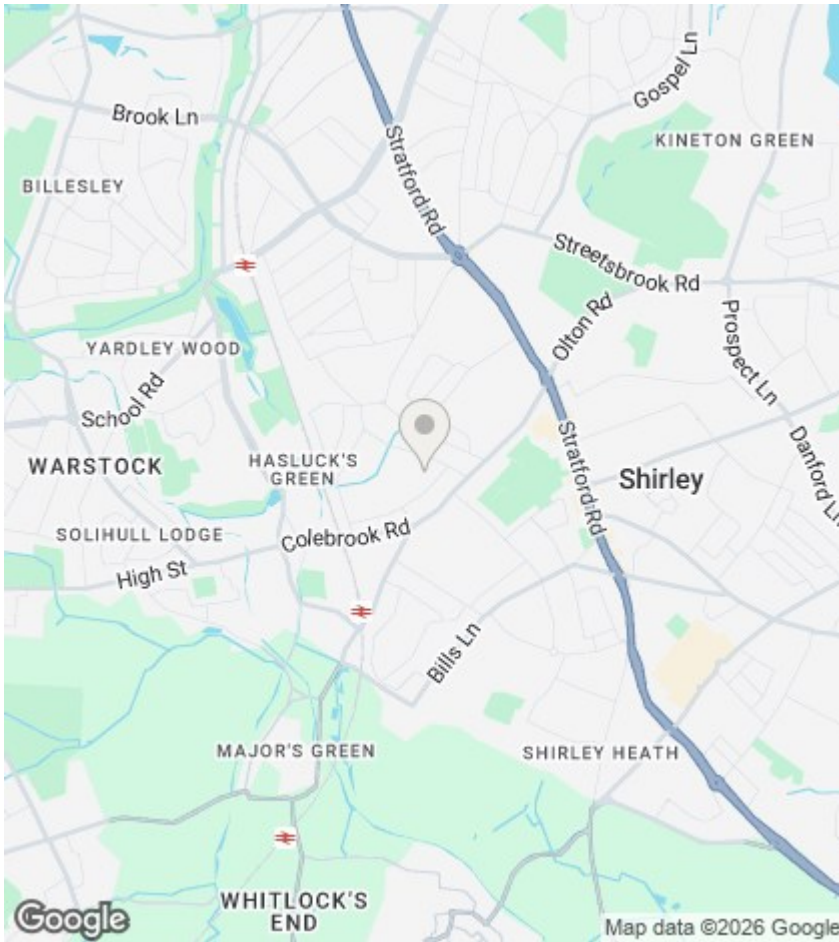 Brook Ln
Gospel Ln
KINETON GREEN
BILLESLEY
Stratford Rd
Streetsbrook Rd
Olton Rd
Prospect Ln
YARDLEY WOOD
School Rd
WARSTOCK
HASLUCK'S
GREEN
Stratford Rd
Shirley
Danford Ln
SOLIHULL LODGE
Colebrook Rd
High St
Bills Ln
MAJOR'S GREEN
SHIRLEY HEATH
WHITLOCK'S
END
Google
Map data ©2026 Google